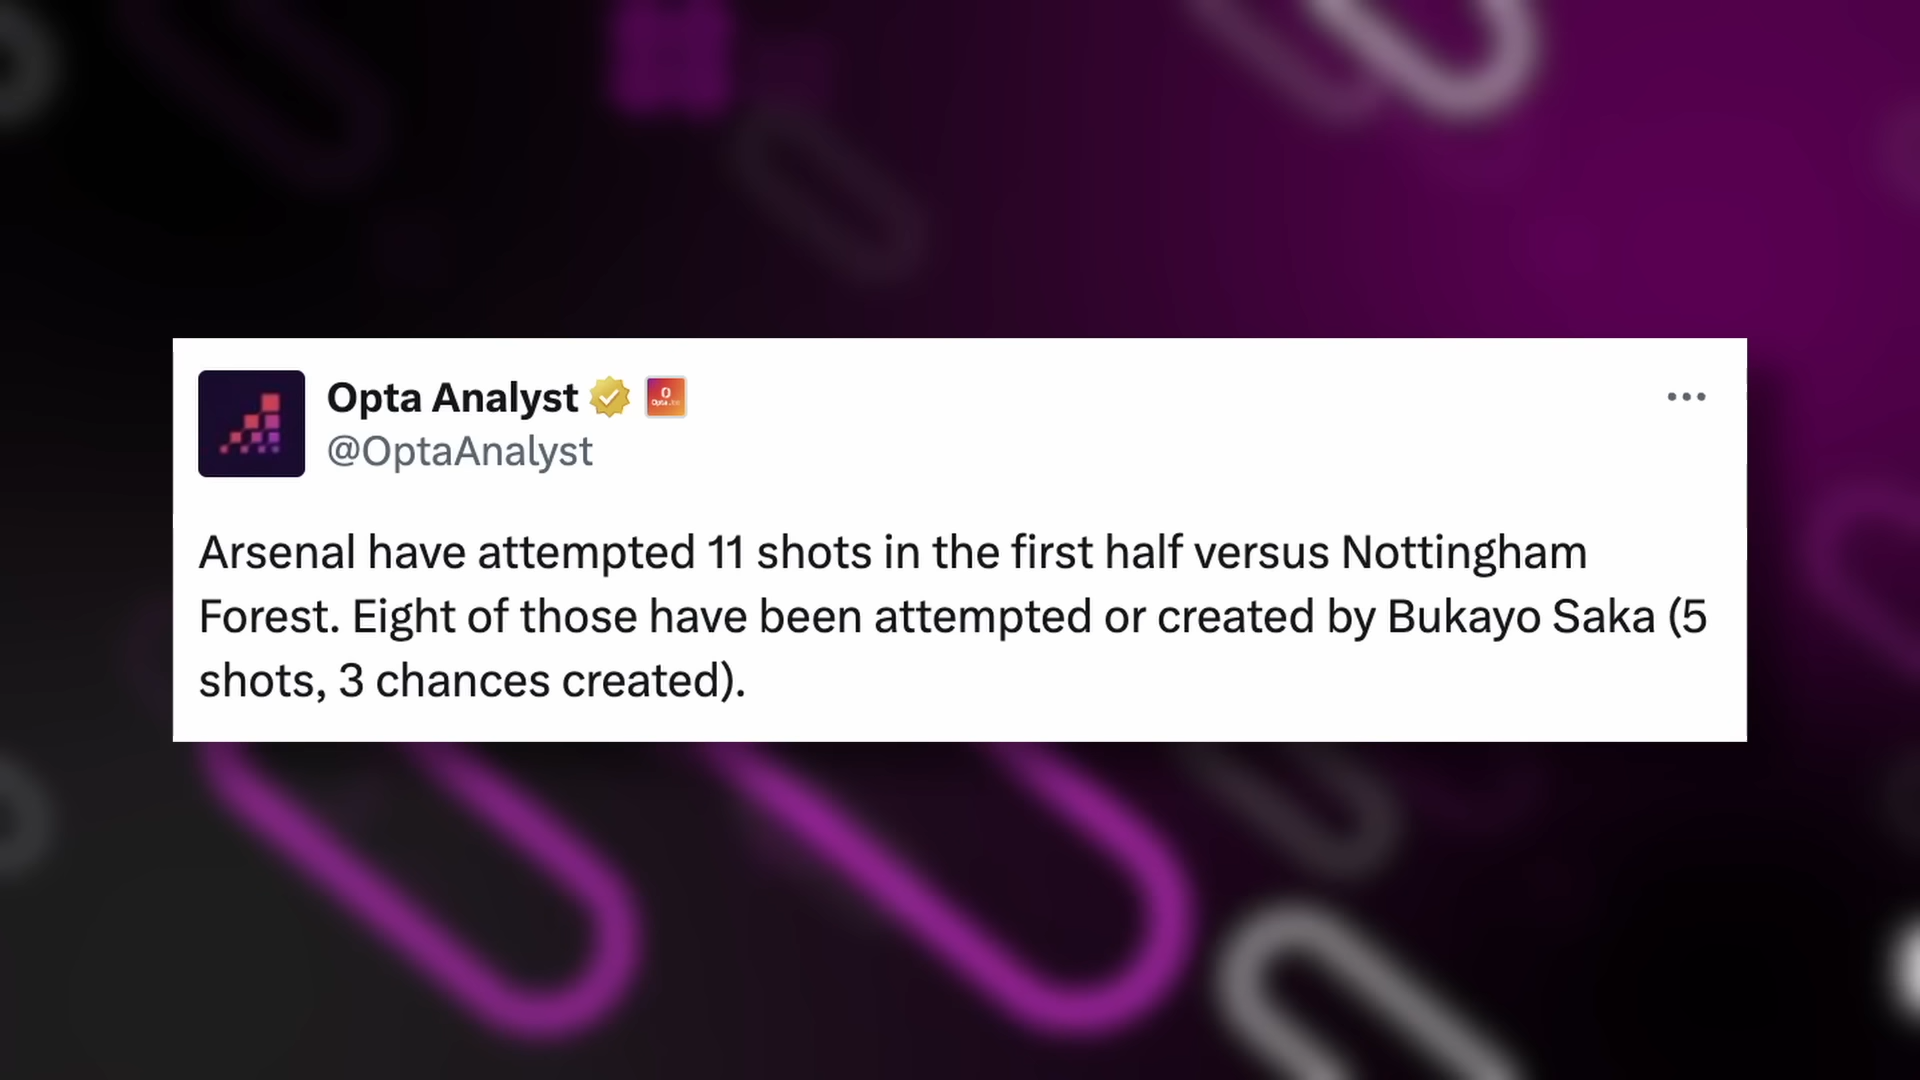 Opta Analyst
@OptaAnalyst
Arsenal have attempted 11 shots in the first half versus Nottingham
Forest. Eight of those have been attempted or created by Bukayo Saka (5
shots, 3 chances created).